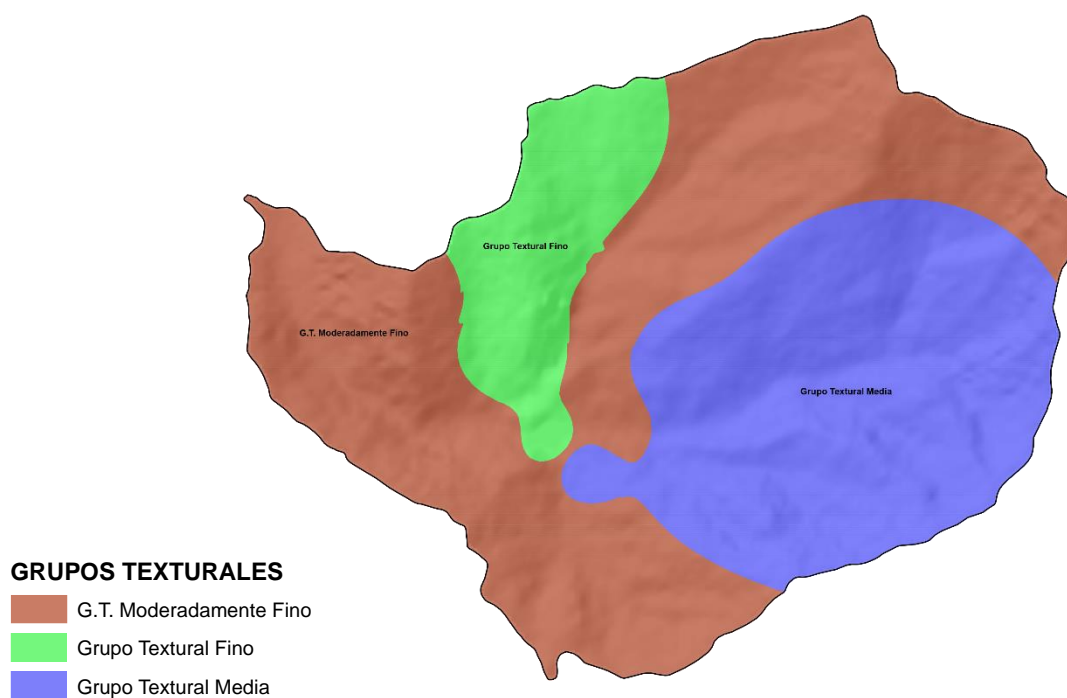 Grupo Textural Fino
G.T. Moderadamente Fino
Grupo Textural Media
GRUPOS TEXTURALES
G.T. Moderadamente Fino
Grupo Textural Fino
Grupo Textural Media